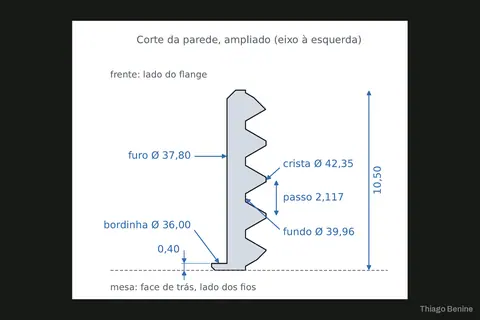 Corte da parede, ampliado (eixo à esquerda)
frente: lado do flange
furo Ø 37,80
crista Ø 42,35
10,50
passo 2,117
bordinha Ø 36,00
fundo Ø 39,96
0,40
mesa: face de trás, lado dos fios
Thiago Benine